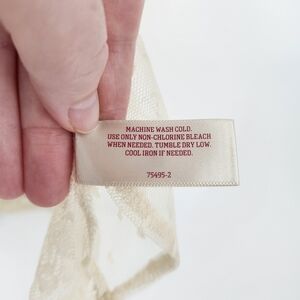 MACHINE WASH COLD.
USE ONLY NON-CHLORINE BLEACH
WHEN NEEDED. TUMBLE DRY LOW.
COOL IRON IF NEEDED.
75495-2